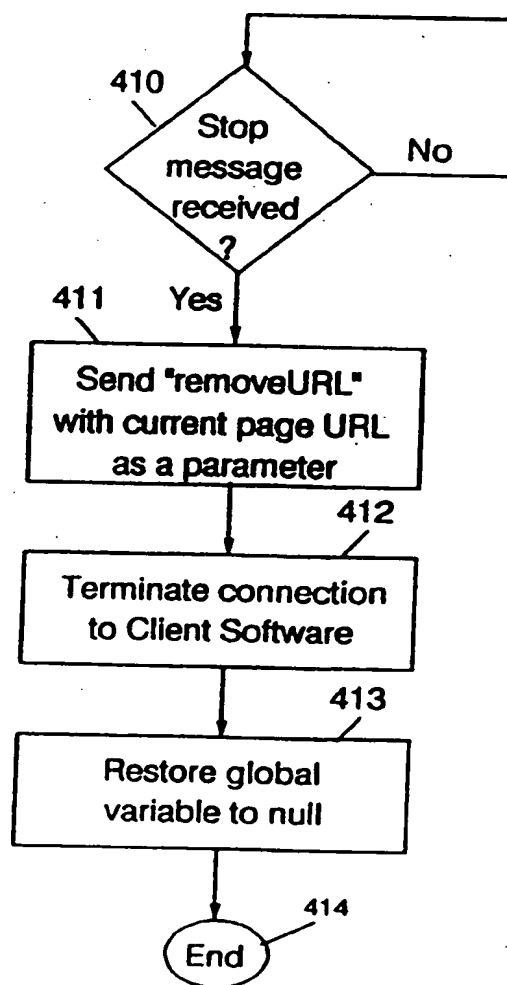 410
Stop
message
received
?
No
Yes
411
Send "removeURL"
with current page URL
as a parameter
412
Terminate connection
to Client Software
413
Restore global
variable to null
414
End